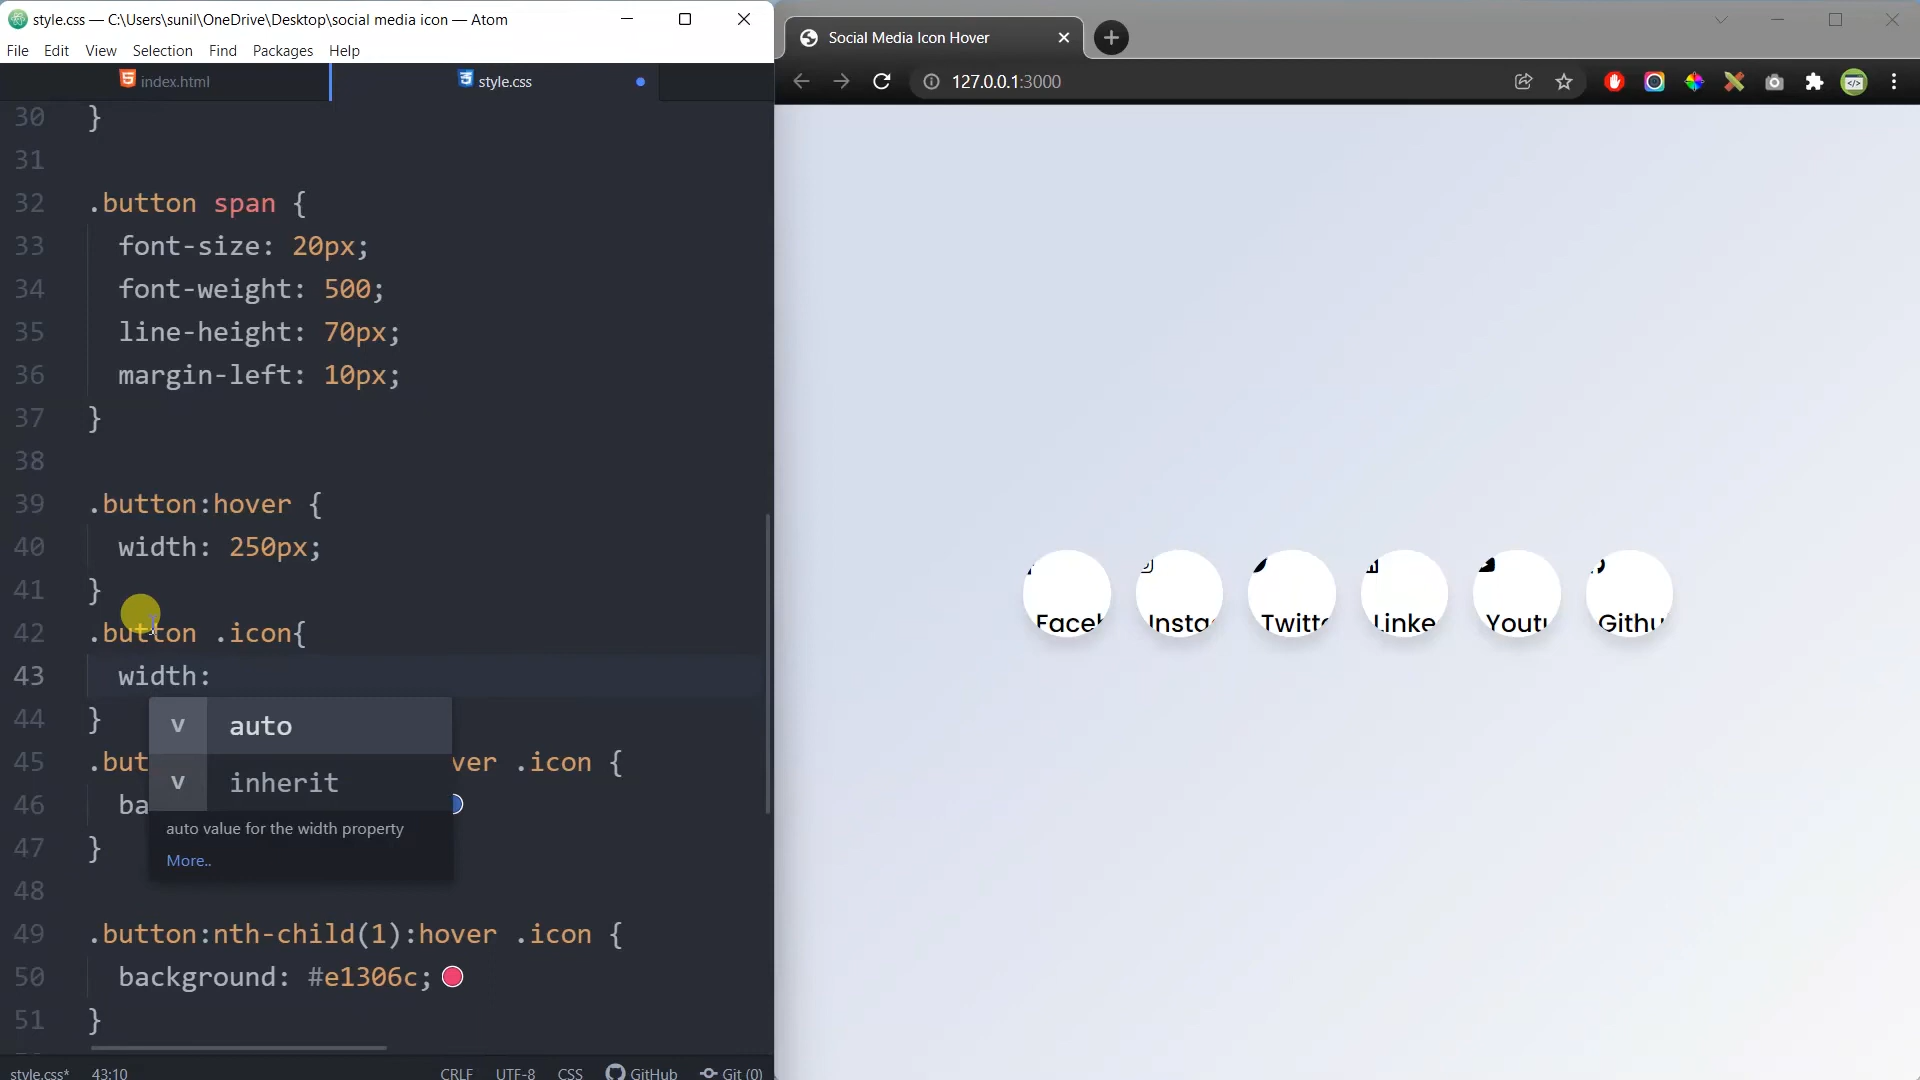 style.css — C:\Users\sunil\OneDrive\Desktop\social media icon — Atom
File Edit View Selection Find Packages Help
index.html
style.css
30 }
31
32 .button span {
33 font-size: 20px;
34 font-weight: 500;
35 line-height: 70px;
36 margin-left: 10px;
37 }
38
39 .button:hover {
40 width: 250px;
41 }
42 .button .icon{
43 width:
44 }
45 .but ver .icon {
46 ba
47 }
48
49 .button:nth-child(1):hover .icon {
50 background: #e1306c;
51 }
v auto
v inherit
auto value for the width property
More..
style.css* 43:10 CRLF UTF-8 CSS GitHub Git (0)
Social Media Icon Hover
127.0.0.1:3000
Faceb Insta Twitte Linke Yout Githu